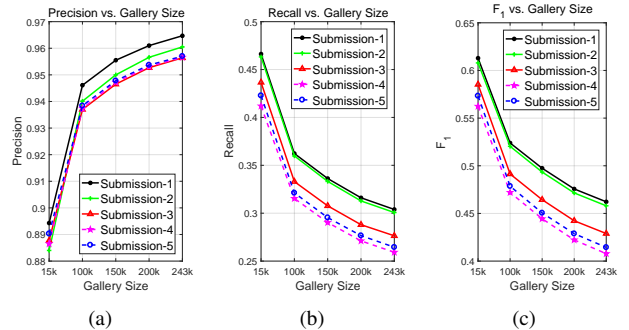 Precision vs. Gallery Size
0.97
0.96
0.95
0.94
0.93
0.92
0.91
0.9
0.89
0.88
Precision
Submission-1
Submission-2
Submission-3
Submission-4
Submission-5
15k 100k 150k 200k 243k
Gallery Size
(a)
Recall vs. Gallery Size
0.5
0.45
0.4
0.35
0.3
0.25
Recall
Submission-1
Submission-2
Submission-3
Submission-4
Submission-5
15k 100k 150k 200k 243k
Gallery Size
(b)
F1 vs. Gallery Size
0.65
0.6
0.55
0.5
0.45
0.4
F1
Submission-1
Submission-2
Submission-3
Submission-4
Submission-5
15k 100k 150k 200k 243k
Gallery Size
(c)